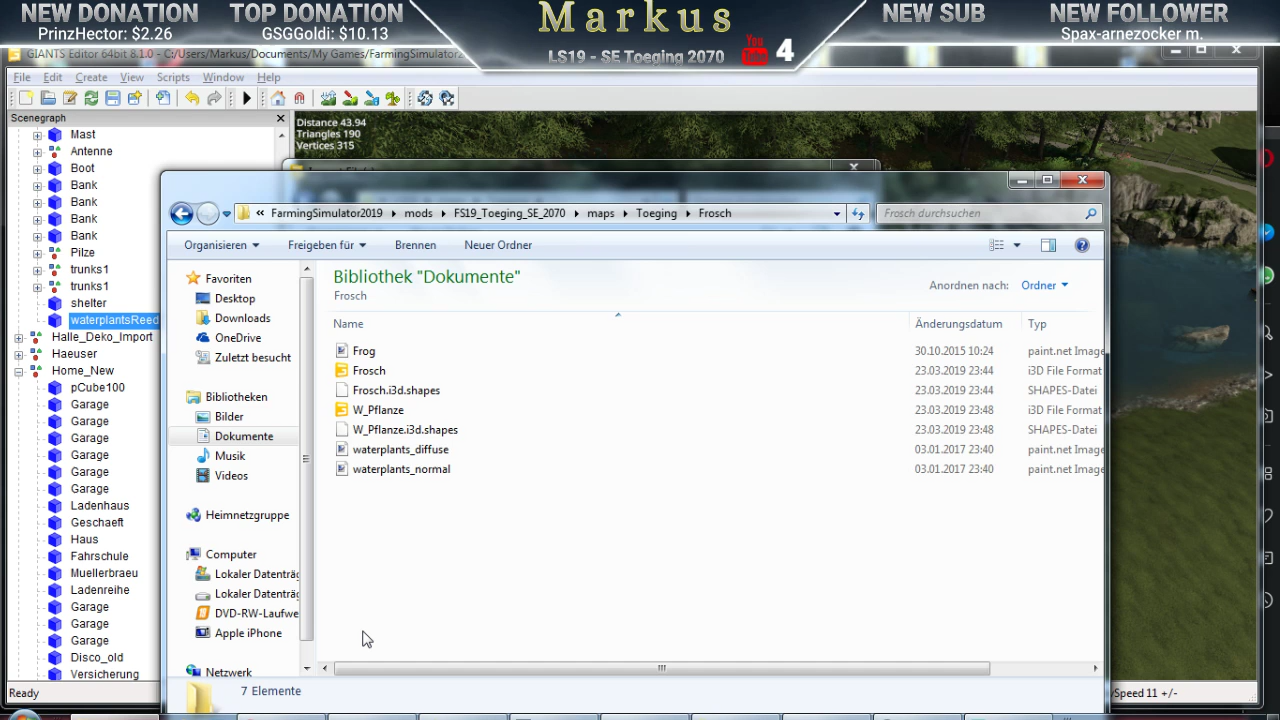 NEW DONATION
PrinzHector: $2.26
TOP DONATION
GSGGoldi: $10.13
Markus
LS19 - SE Toeging 2070
You Tube
4
NEW SUB
NEW FOLLOWER
Spax-arnezocker m.
GIANTS Editor 64bit 8.1.0 - C:/Users/Markus/Documents/My Games/FarmingSimulator2
File Edit Create View Scripts Window Help
Scenegraph
Mast
Antenne
Boot
Bank
Bank
Bank
Bank
Pilze
trunks1
trunks1
shelter
waterplantsReed
Halle_Deko_Import
Haeuser
Home_New
pCube100
Garage
Garage
Garage
Garage
Garage
Garage
Ladenhaus
Geschaeft
Haus
Fahrschule
Muellerbraeu
Ladenreihe
Garage
Garage
Garage
Disco_old
Versicherung
Ready
Distance 43.94
Triangles 190
Vertices 315
« FarmingSimulator2019 ▸ mods ▸ FS19_Toeging_SE_2070 ▸ maps ▸ Toeging ▸ Frosch
Frosch durchsuchen
Organisieren Freigeben für Brennen Neuer Ordner
Favoriten
Desktop
Downloads
OneDrive
Zuletzt besucht
Bibliotheken
Bilder
Dokumente
Musik
Videos
Heimnetzgruppe
Computer
Lokaler Datenträg
Lokaler Datenträg
DVD-RW-Laufwe
Apple iPhone
Netzwerk
Bibliothek "Dokumente"
Frosch
Anordnen nach: Ordner
Name Änderungsdatum Typ
Frog 30.10.2015 10:24 paint.net Image
Frosch 23.03.2019 23:44 i3D File Format
Frosch.i3d.shapes 23.03.2019 23:44 SHAPES-Datei
W_Pflanze 23.03.2019 23:48 i3D File Format
W_Pflanze.i3d.shapes 23.03.2019 23:48 SHAPES-Datei
waterplants_diffuse 03.01.2017 23:40 paint.net Image
waterplants_normal 03.01.2017 23:40 paint.net Image
7 Elemente
Speed 11 +/-